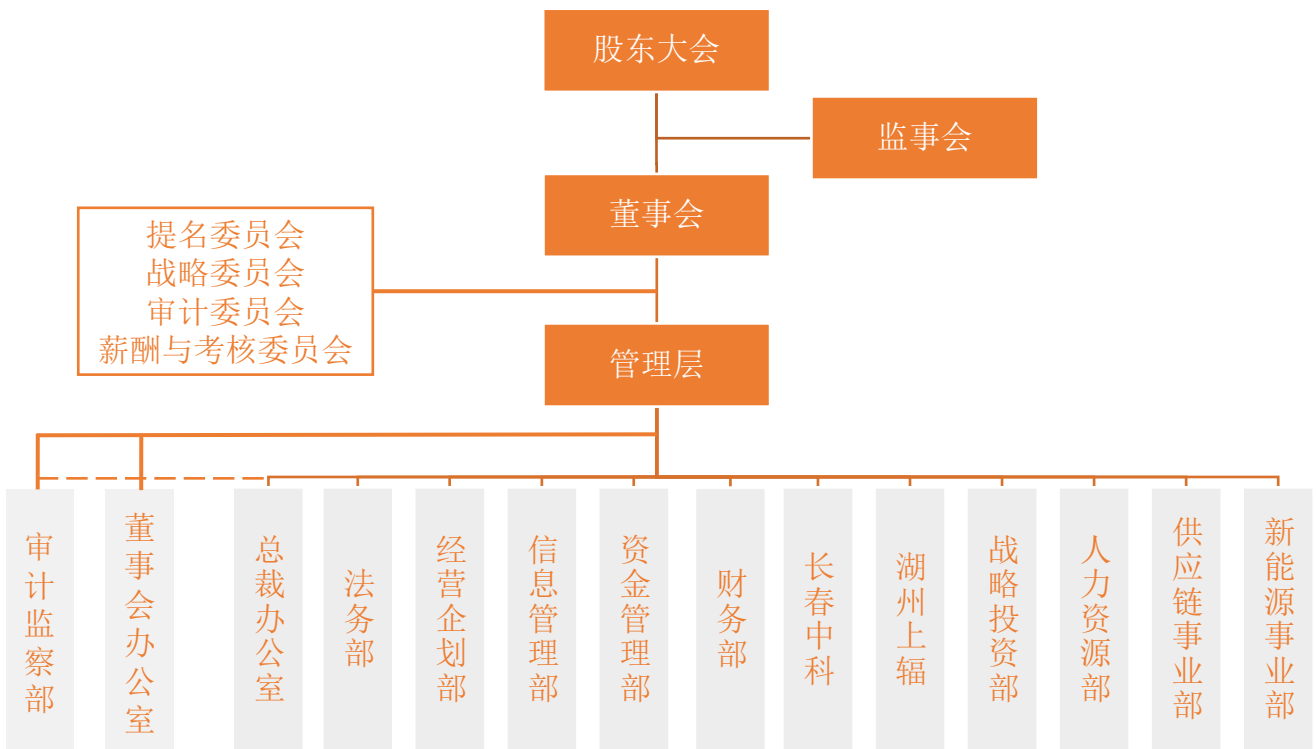 股东大会
监事会
董事会
提名委员会
战略委员会
审计委员会
薪酬与考核委员会
管理层
审计监察部
董事会办公室
总裁办公室
法务部
经营企划部
信息管理部
资金管理部
财务部
长春中科
湖州上辐
战略投资部
人力资源部
供应链事业部
新能源事业部